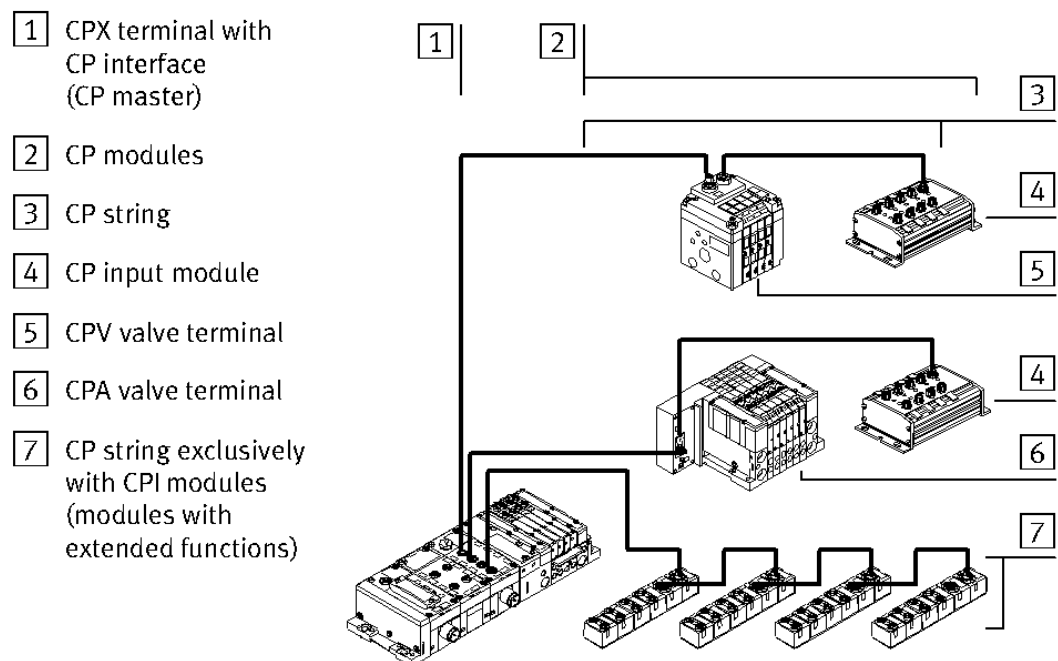 1 CPX terminal with
CP interface
(CP master)
2 CP modules
3 CP string
4 CP input module
5 CPV valve terminal
6 CPA valve terminal
7 CP string exclusively
with CPI modules
(modules with
extended functions)
1
2
3
4
5
4
6
7